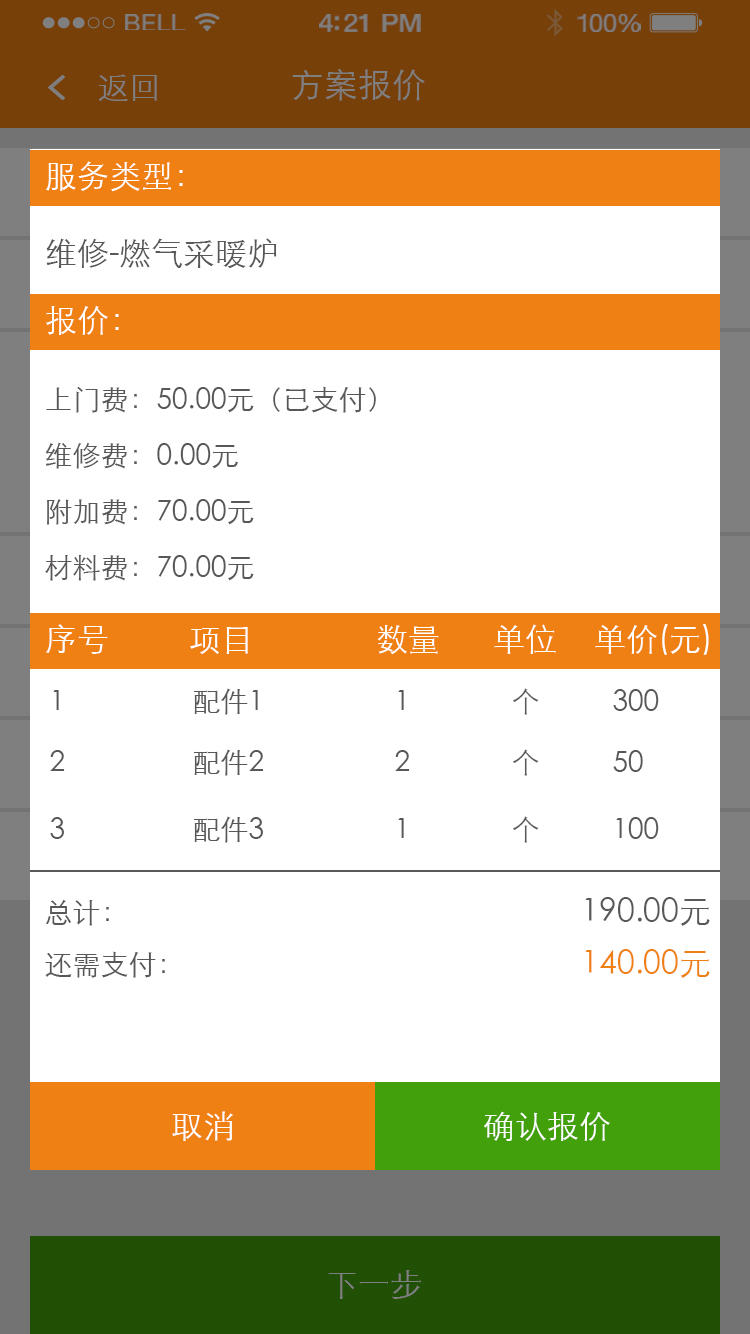 BELL 4:21 PM 100%
返回 方案报价
服务类型：
维修-燃气采暖炉
报价：
上门费：50.00元（已支付）
维修费：0.00元
附加费：70.00元
材料费：70.00元
序号 项目 数量 单位 单价(元)
1 配件1 1 个 300
2 配件2 2 个 50
3 配件3 1 个 100
总计： 190.00元
还需支付： 140.00元
取消 确认报价
下一步